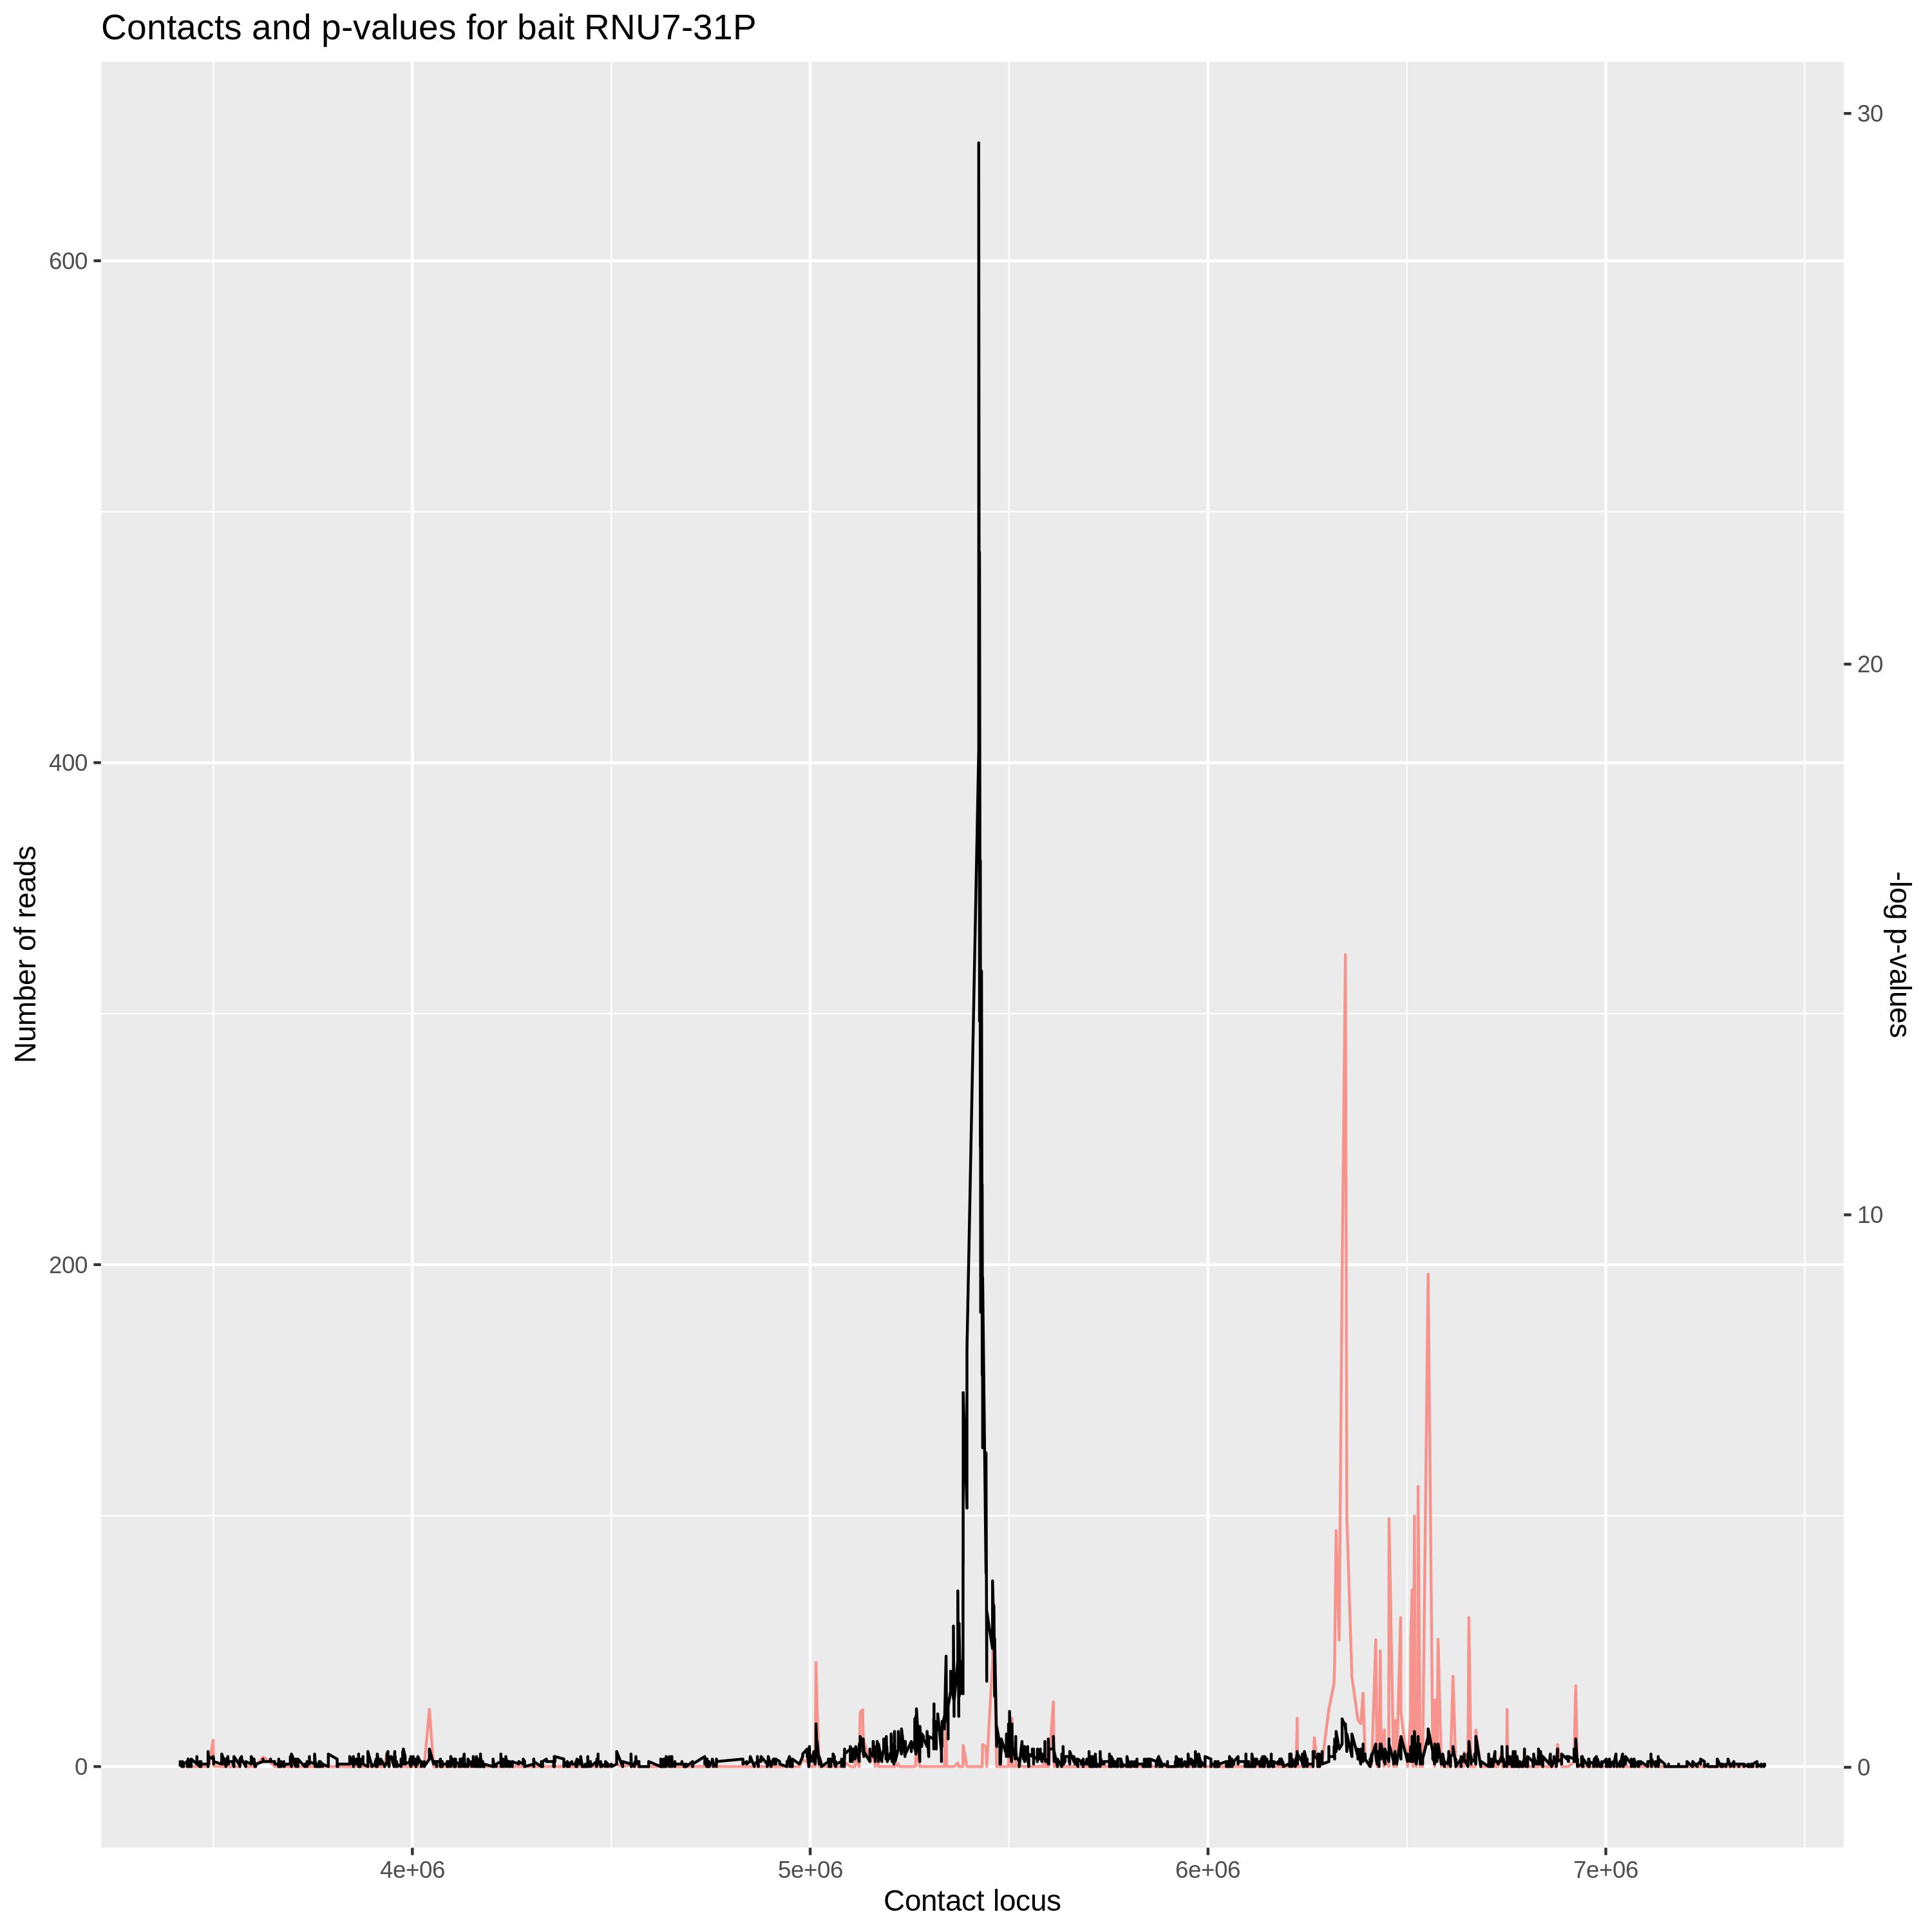 Contacts and p-values for bait RNU7-31P
600
400
200
0
Number of reads
30
20
10
0
-log p-values
4e+06
5e+06
6e+06
7e+06
Contact locus